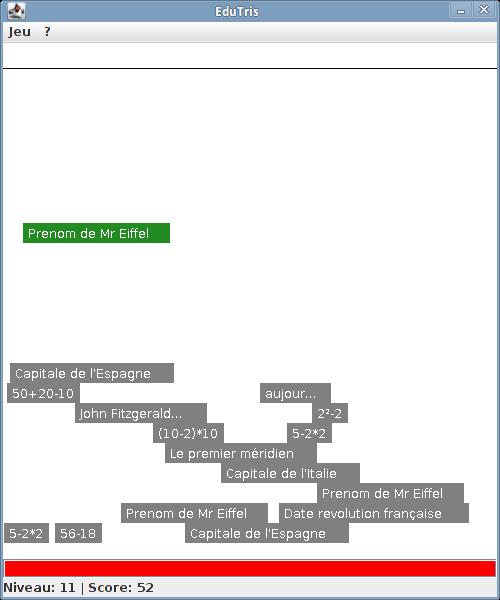 EduTris
Jeu ?
Prenom de Mr Eiffel
Capitale de l'Espagne
50+20-10 aujour...
John Fitzgerald... 2²-2
(10-2)*10 5-2*2
Le premier méridien
Capitale de l'Italie
Prenom de Mr Eiffel
Prenom de Mr Eiffel Date revolution française
5-2*2 56-18 Capitale de l'Espagne
Niveau: 11 | Score: 52